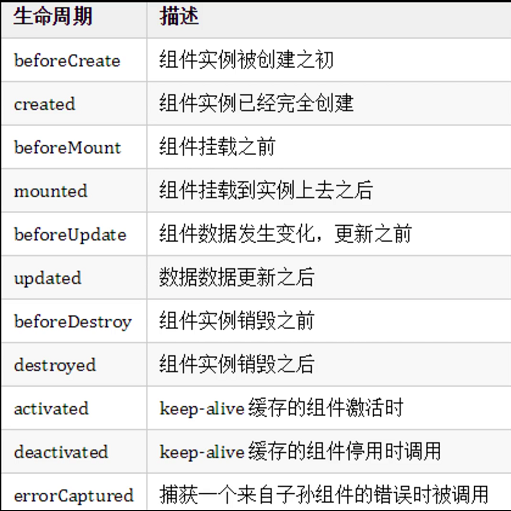 生命周期 描述
beforeCreate 组件实例被创建之初
created 组件实例已经完全创建
beforeMount 组件挂载之前
mounted 组件挂载到实例上去之后
beforeUpdate 组件数据发生变化，更新之前
updated 数据数据更新之后
beforeDestroy 组件实例销毁之前
destroyed 组件实例销毁之后
activated keep-alive 缓存的组件激活时
deactivated keep-alive 缓存的组件停用时调用
errorCaptured 捕获一个来自子孙组件的错误时被调用